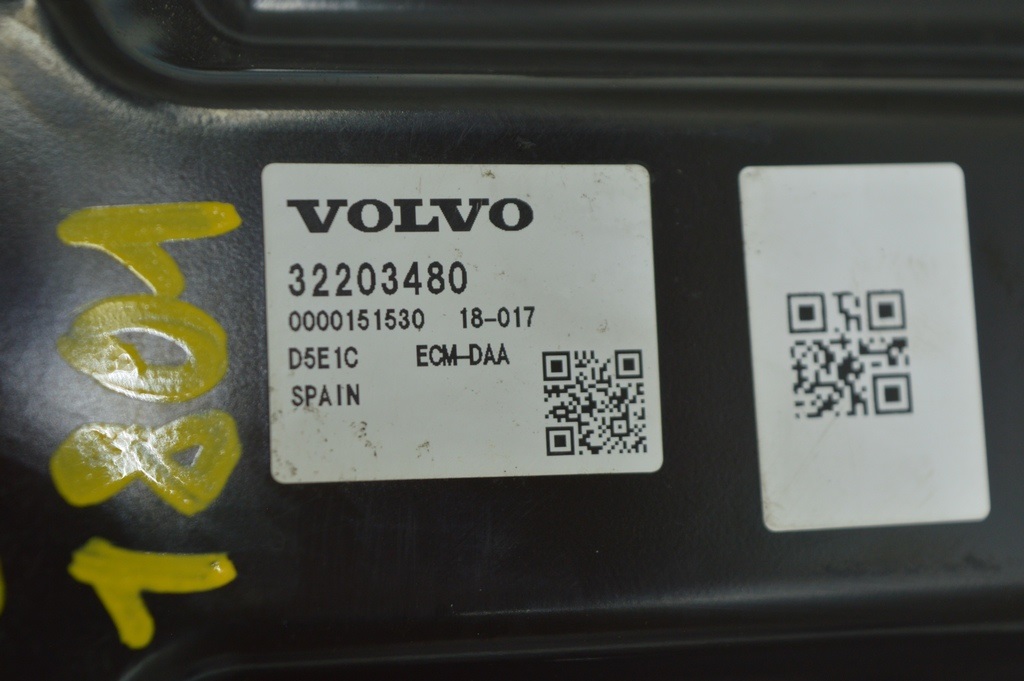 VOLVO
32203480
0000151530 18-017
D5E1C ECM-DAA
SPAIN